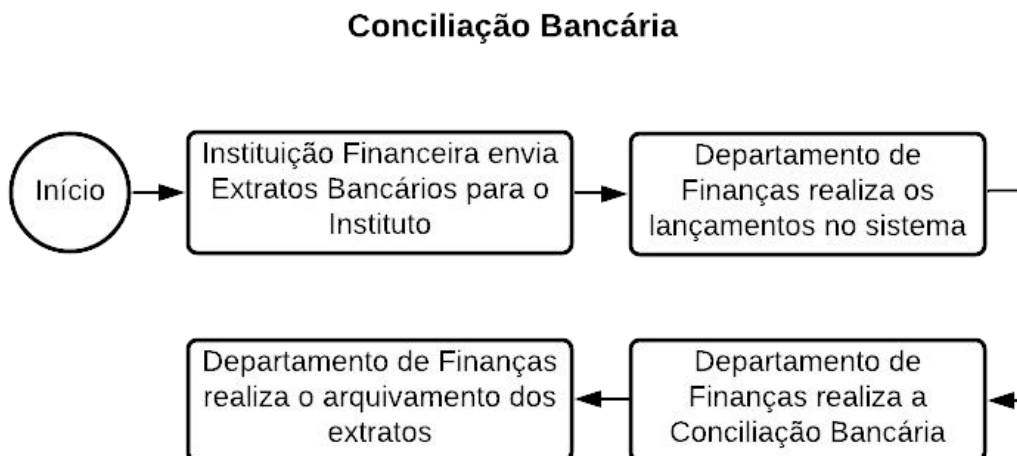 Conciliação Bancária
Início
Instituição Financeira envia
Extratos Bancários para o
Instituto
Departamento de
Finanças realiza os
lançamentos no sistema
Departamento de
Finanças realiza a
Conciliação Bancária
Departamento de Finanças
realiza o arquivamento dos
extratos